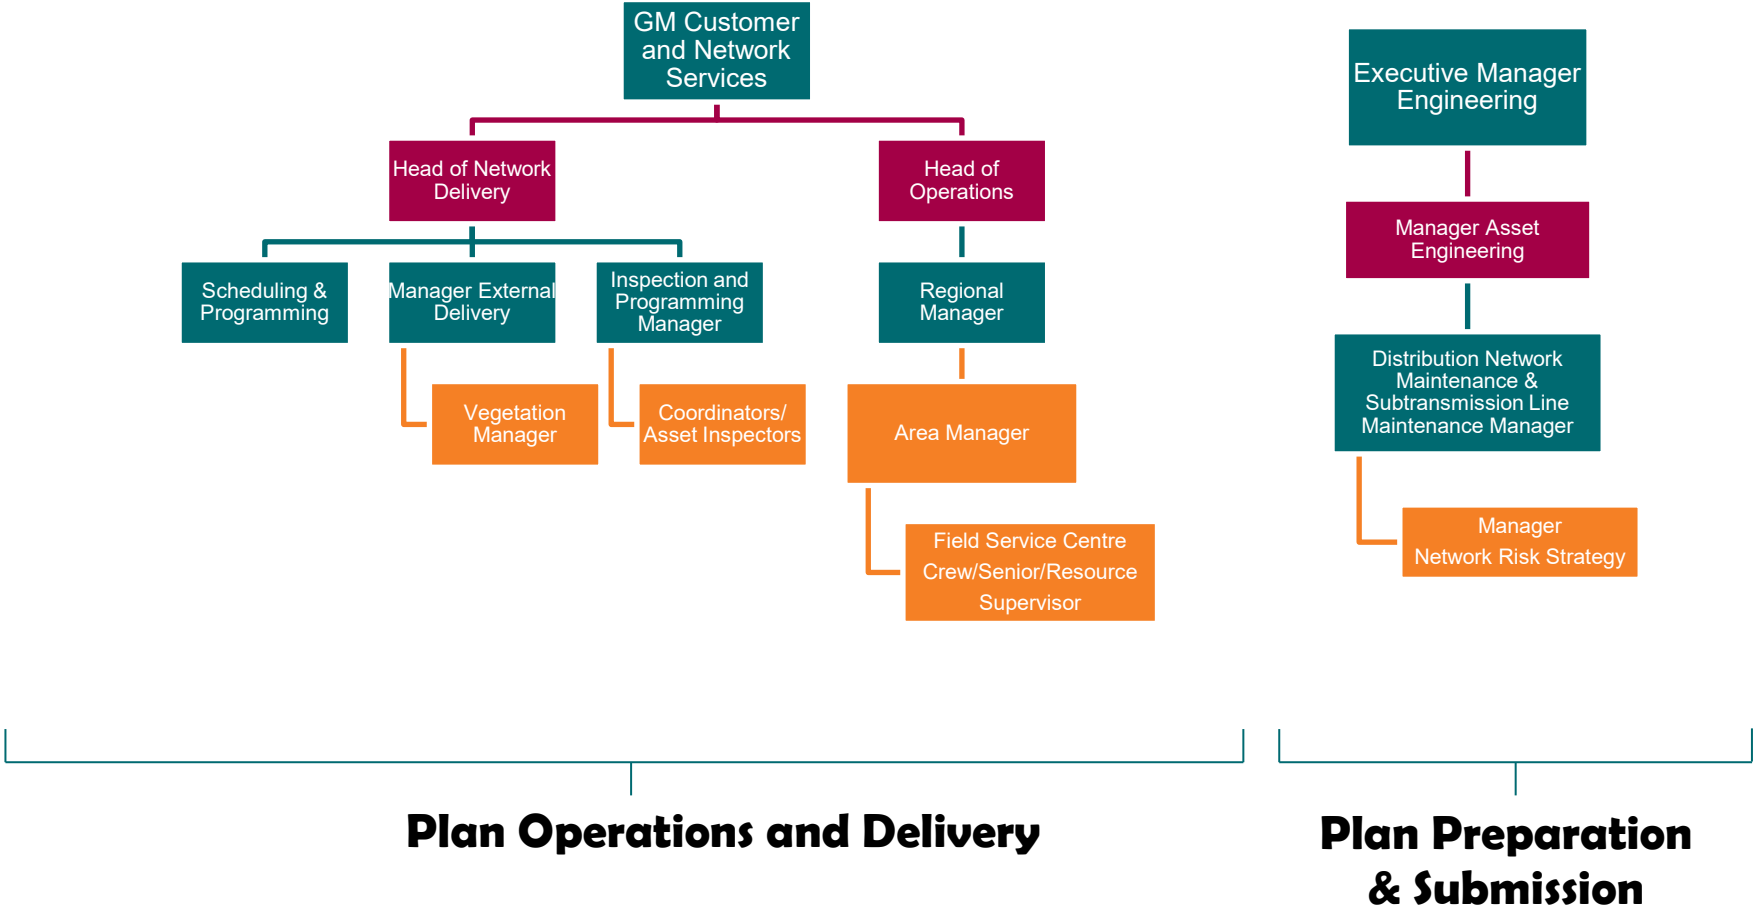 GM Customer
and Network
Services
Executive Manager
Engineering
Head of Network
Delivery
Head of
Operations
Manager Asset
Engineering
Scheduling &
Programming
Manager External
Delivery
Inspection and
Programming
Manager
Regional
Manager
Distribution Network
Maintenance &
Subtransmission Line
Maintenance Manager
Vegetation
Manager
Coordinators/
Asset Inspectors
Area Manager
Field Service Centre
Crew/Senior/Resource
Supervisor
Manager
Network Risk Strategy
Plan Operations and Delivery
Plan Preparation
& Submission